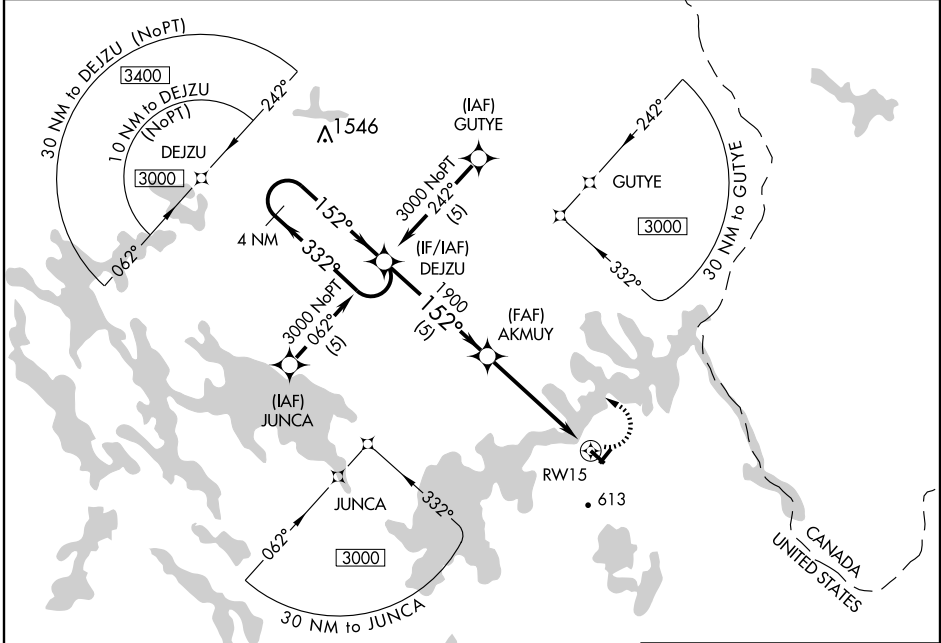 30 NM to DEJZU (NoPT)
3400
10 NM to DEJZU
(NoPT)
242°
DEJZU
3000
062°
1546
(IAF)
GUTYE
3000 NoPT
242°
(5)
152°
4 NM
332°
(IF/IAF)
DEJZU
3000 NoPT
062°
(5)
(IAF)
JUNCA
1900
152°
(5)
(FAF)
AKMUY
242°
GUTYE
3000
332°
30 NM to GUTYE
RW15
613
JUNCA
062°
332°
3000
30 NM to JUNCA
CANADA
UNITED STATES